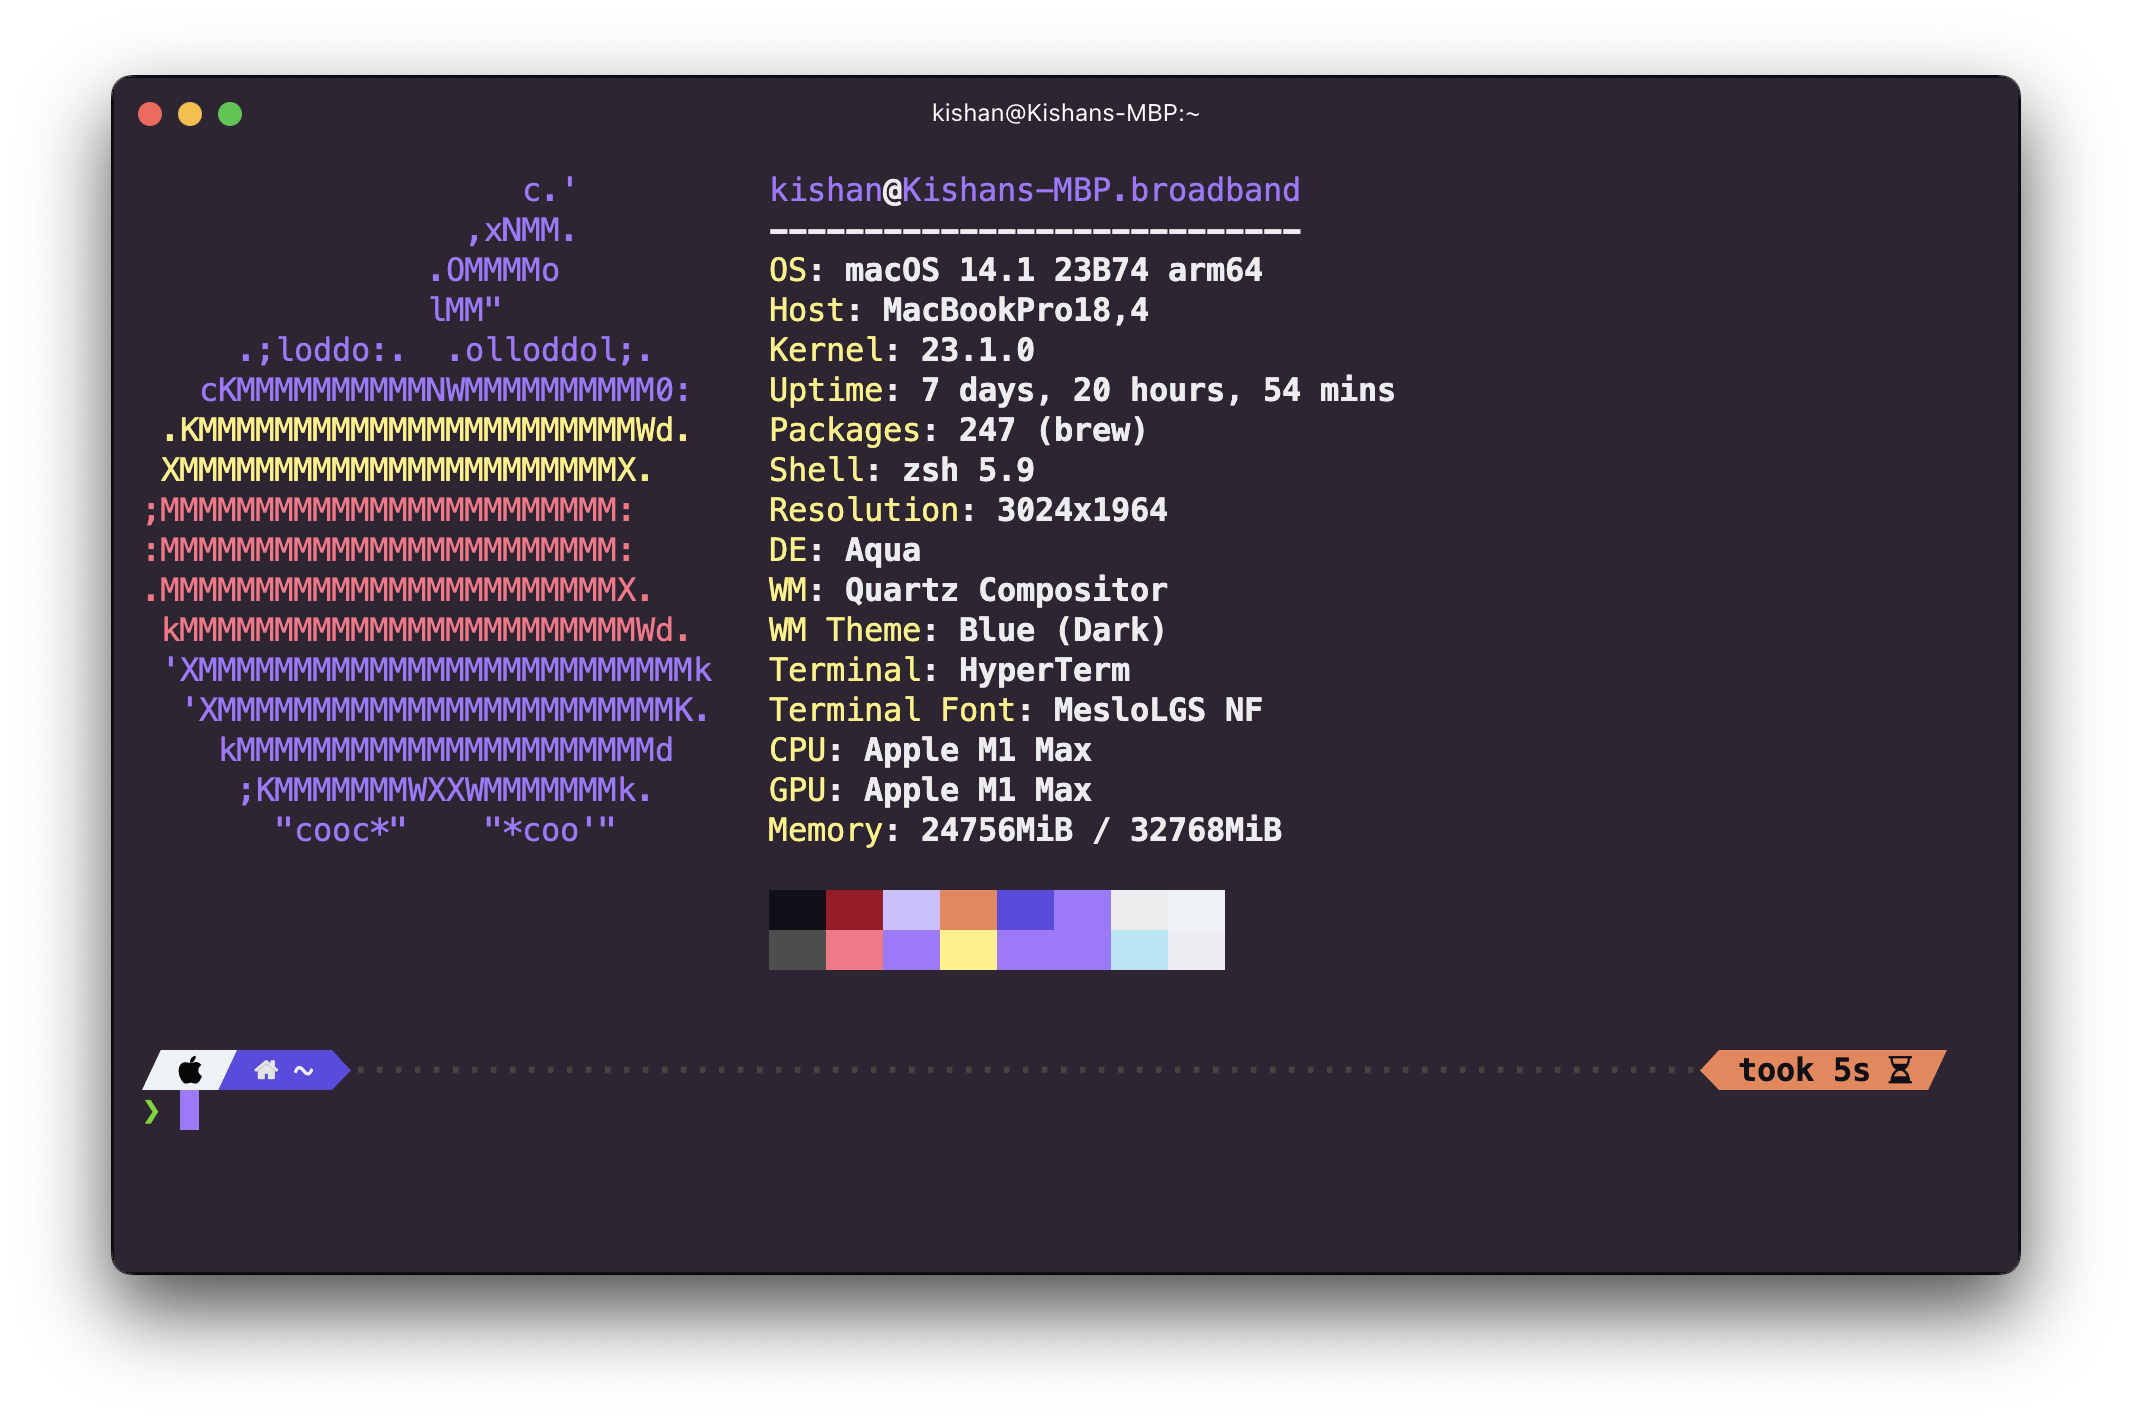 kishan@Kishans-MBP:~
c.'
,xNMM.
.OMMMMo
lMM"
.;loddo:.  .olloddol;.
cKMMMMMMMMMMNWMMMMMMMMMM0:
.KMMMMMMMMMMMMMMMMMMMMMMMWd.
XMMMMMMMMMMMMMMMMMMMMMMMX.
;MMMMMMMMMMMMMMMMMMMMMMMM:
:MMMMMMMMMMMMMMMMMMMMMMMM:
.MMMMMMMMMMMMMMMMMMMMMMMMX.
kMMMMMMMMMMMMMMMMMMMMMMMMWd.
'XMMMMMMMMMMMMMMMMMMMMMMMMMMk
'XMMMMMMMMMMMMMMMMMMMMMMMMK.
kMMMMMMMMMMMMMMMMMMMMMMd
;KMMMMMMMWXXWMMMMMMMk.
"cooc*"    "*coo'"
kishan@Kishans-MBP.broadband
----------------------------
OS: macOS 14.1 23B74 arm64
Host: MacBookPro18,4
Kernel: 23.1.0
Uptime: 7 days, 20 hours, 54 mins
Packages: 247 (brew)
Shell: zsh 5.9
Resolution: 3024x1964
DE: Aqua
WM: Quartz Compositor
WM Theme: Blue (Dark)
Terminal: HyperTerm
Terminal Font: MesloLGS NF
CPU: Apple M1 Max
GPU: Apple M1 Max
Memory: 24756MiB / 32768MiB
~ took 5s
❯